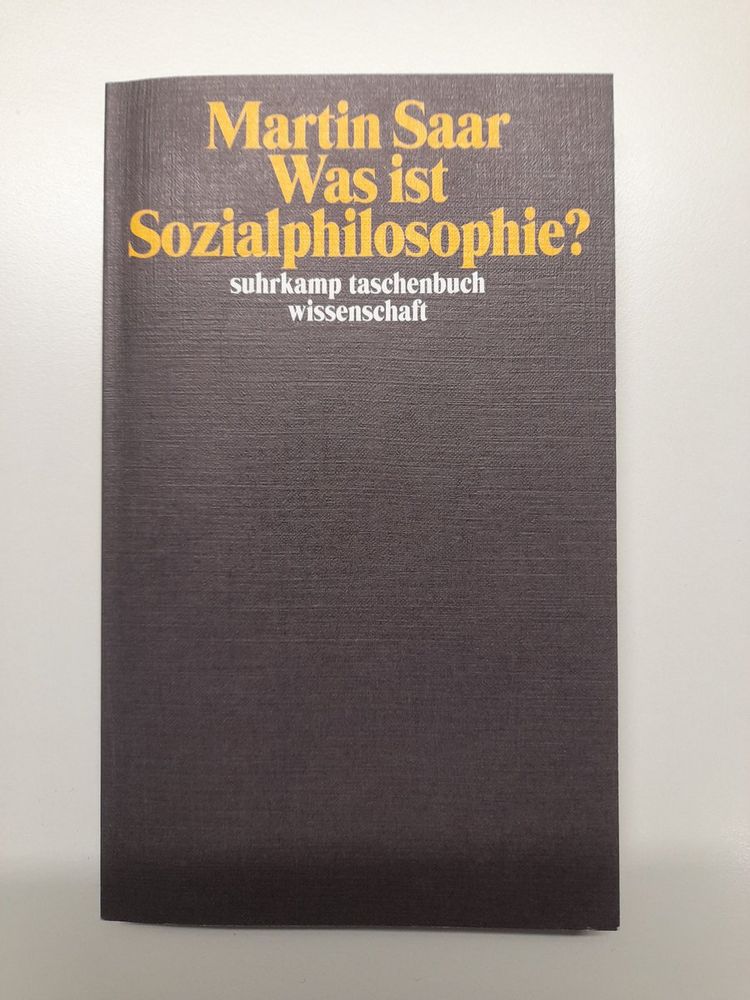 Martin Saar
Was ist
Sozialphilosophie?
suhrkamp taschenbuch
wissenschaft